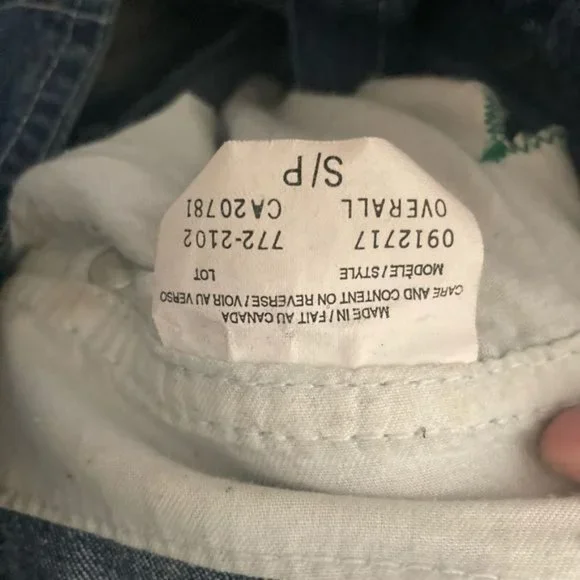 MADE IN / FAIT AU CANADA
CARE AND CONTENT ON REVERSE / VOIR AU VERSO
MODÈLE / STYLE LOT
0912717 772-2102
OVERALL CA20781
S/P